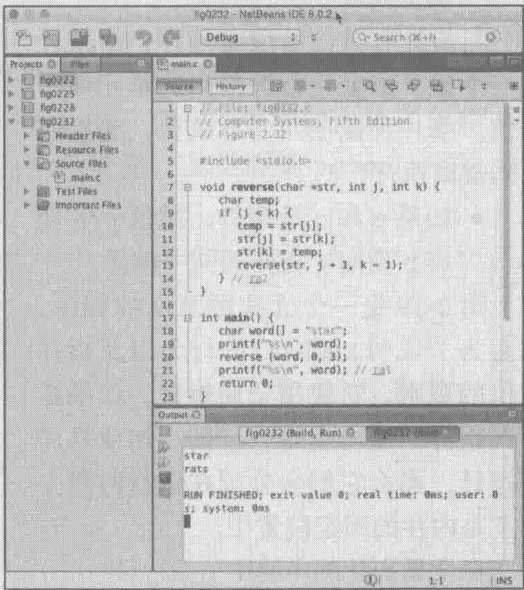 fig0232 - NetBeans IDE 8.0.2
Debug
Search (⌘+I)
Projects
Files
fig0222
fig0225
fig0228
fig0232
Header Files
Resource Files
Source Files
main.c
Test Files
Important Files
main.c
Source
History
1 // File: fig0232.c
2 // Computer Systems, Fifth Edition
3 // Figure 2.32
4
5 #include <stdio.h>
6
7 void reverse(char *str, int j, int k) {
8 char temp;
9 if (j < k) {
10 temp = str[j];
11 str[j] = str[k];
12 str[k] = temp;
13 reverse(str, j + 1, k - 1);
14 } // ra2
15 }
16
17 int main() {
18 char word[] = "star";
19 printf("%s\n", word);
20 reverse (word, 0, 3);
21 printf("%s\n", word); // ra1
22 return 0;
23 }
Output
fig0232 (Build, Run)
fig0232 (Run)
star
rats
RUN FINISHED; exit value 0; real time: 0ms; user: 0
s; system: 0ms
1:1
INS